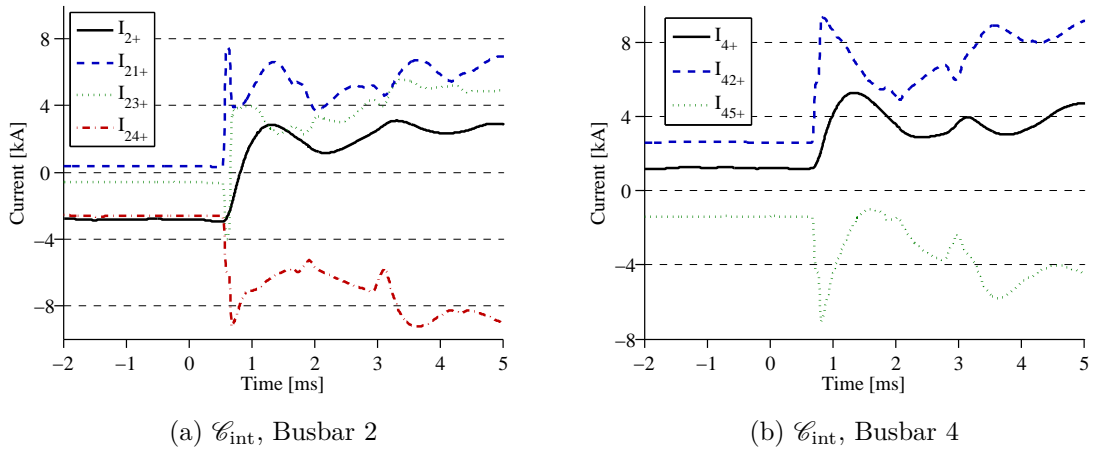 I2+
I21+
I23+
I24+
Current [kA]
8
4
0
−4
−8
−2 −1 0 1 2 3 4 5
Time [ms]
(a) 𝒞int, Busbar 2
I4+
I42+
I45+
Current [kA]
8
4
0
−4
−8
−2 −1 0 1 2 3 4 5
Time [ms]
(b) 𝒞int, Busbar 4